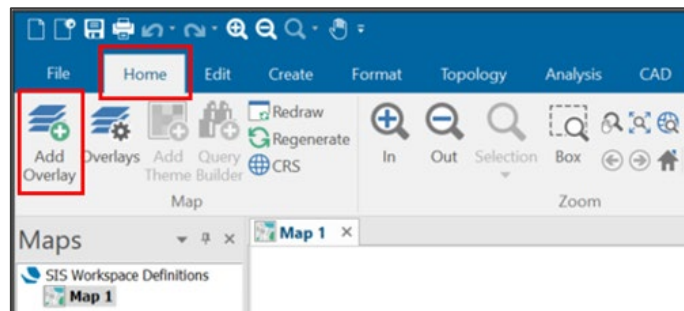 File Home Edit Create Format Topology Analysis CAD
Add Overlay
Overlays
Add Theme
Query Builder
Redraw
Regenerate
CRS
In
Out
Selection
Box
Map
Zoom
Maps
Map 1
SIS Workspace Definitions
Map 1